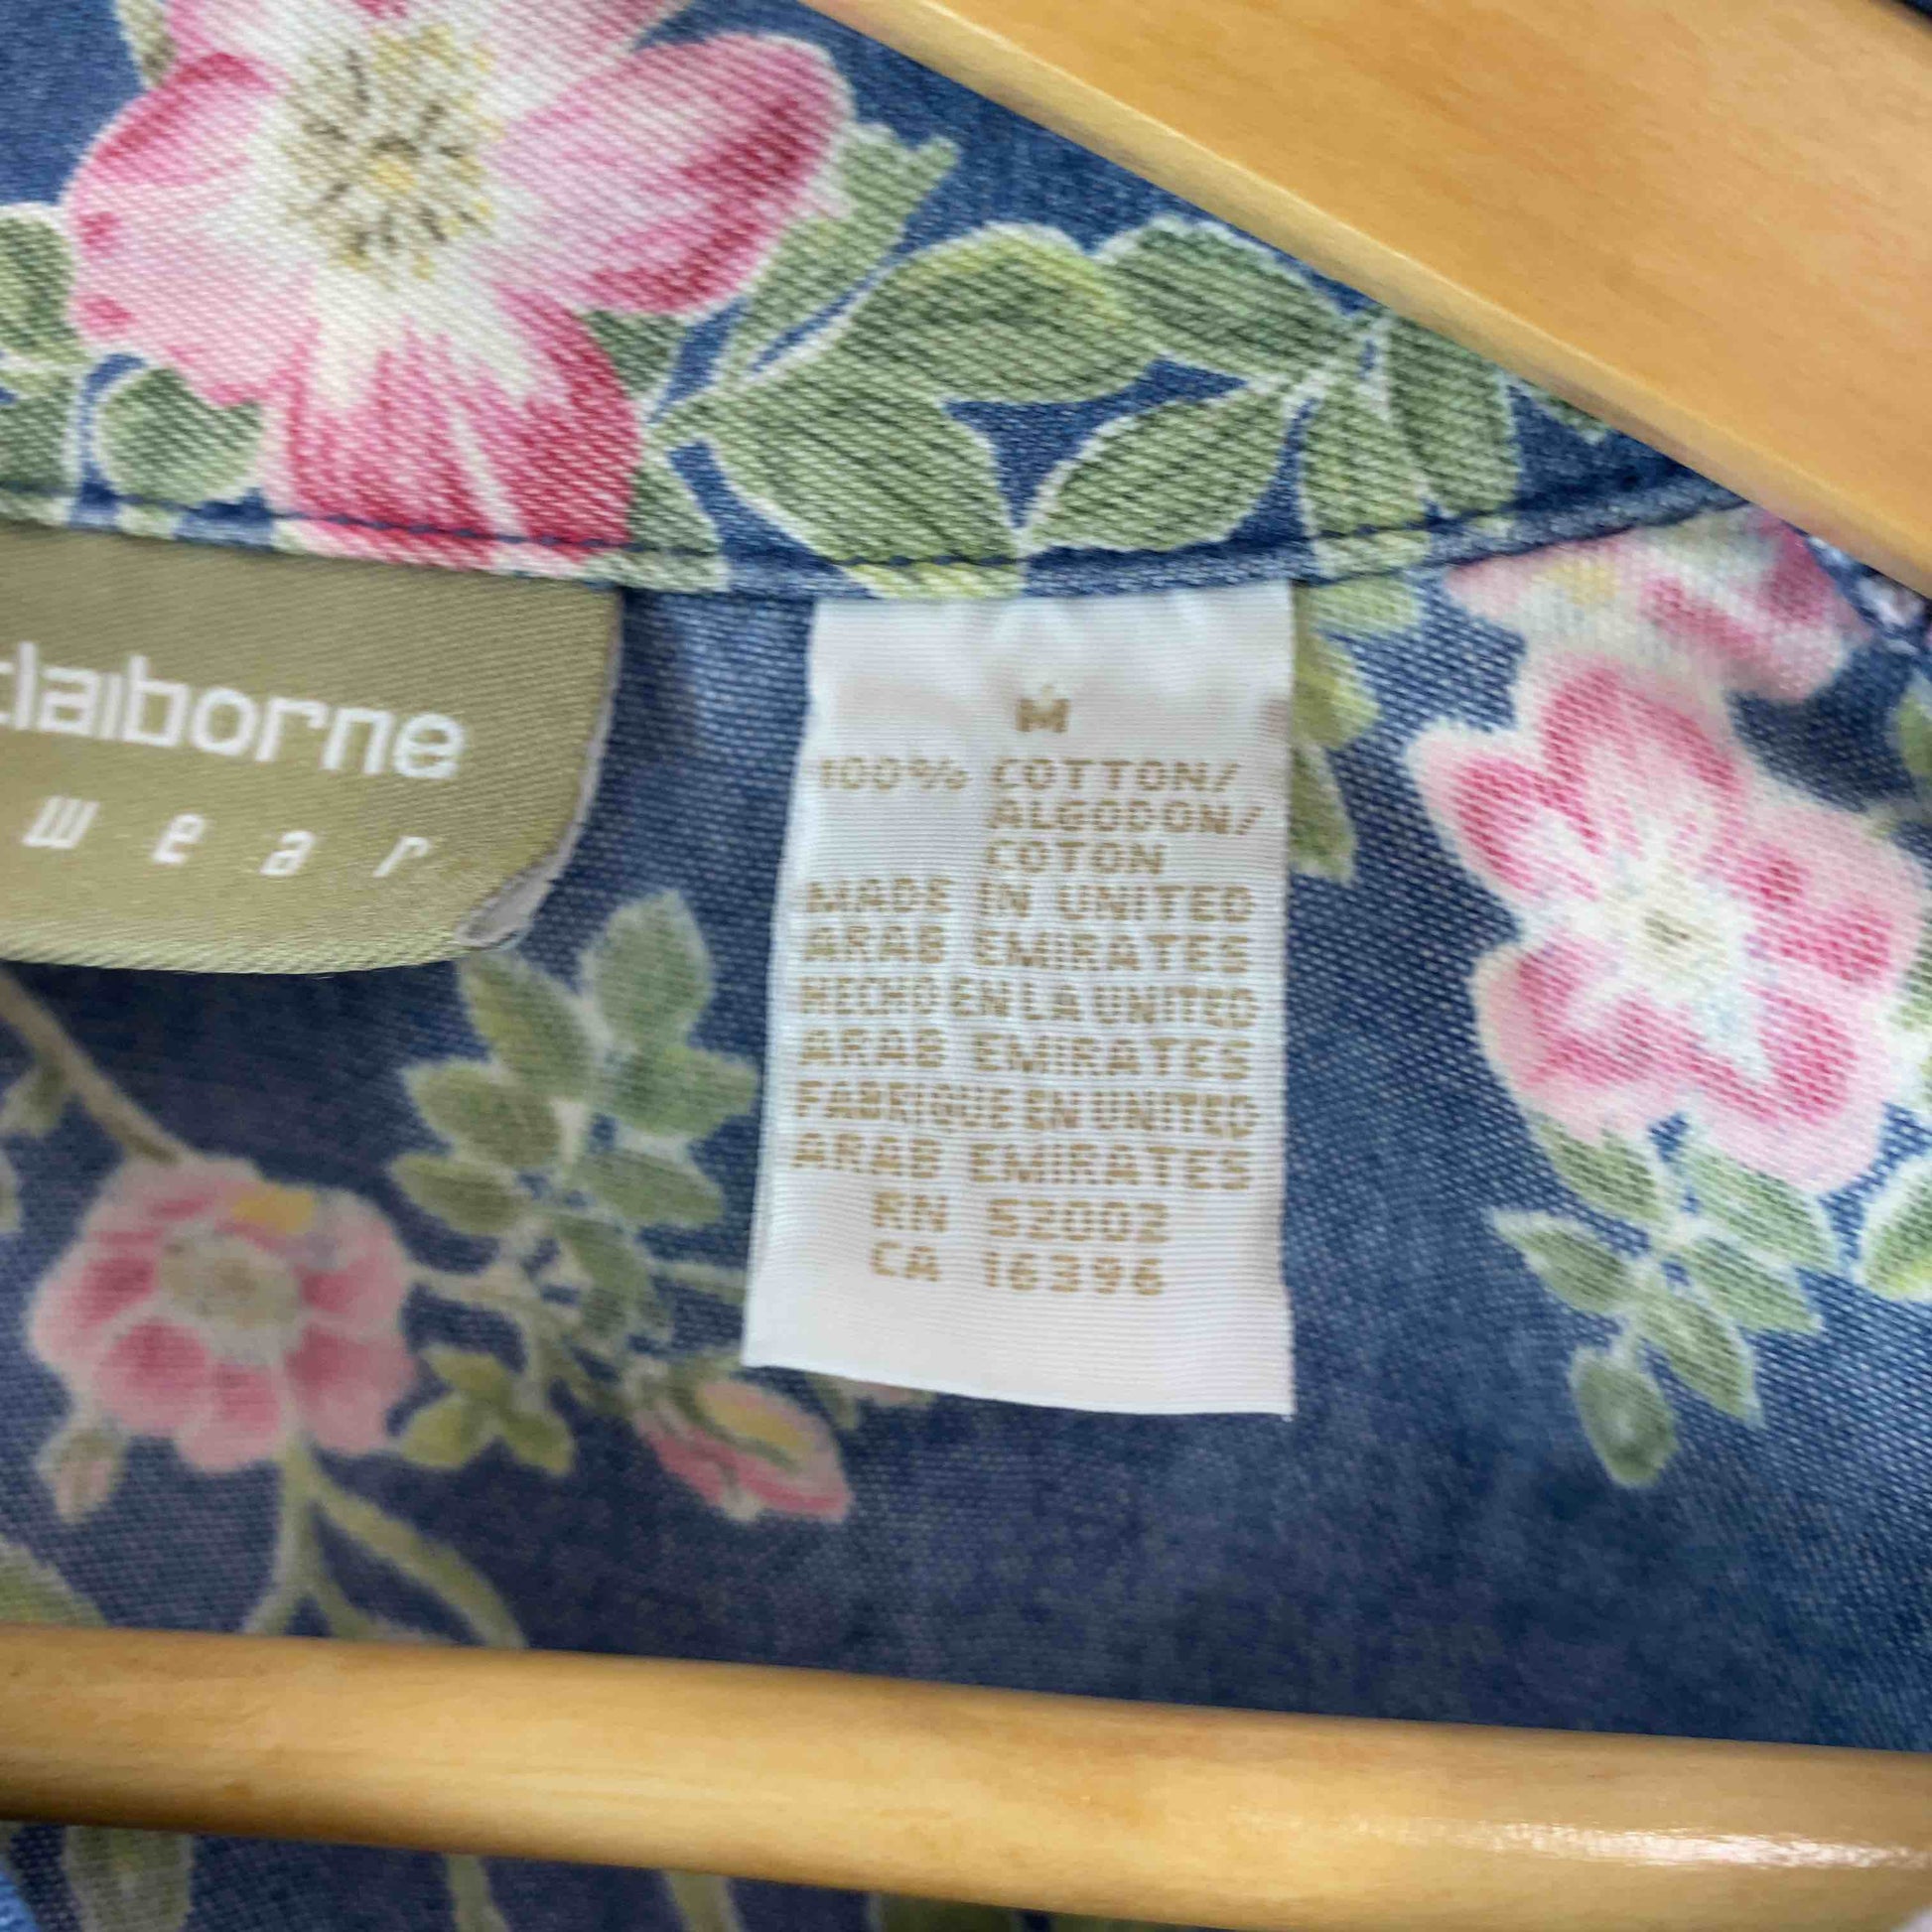 claiborne
wear
M
100% COTTON/
ALGODON/
COTON
MADE IN UNITED
ARAB EMIRATES
HECHO EN LA UNITED
ARAB EMIRATES
FABRIQUE EN UNITED
ARAB EMIRATES
RN 52002
CA 16396